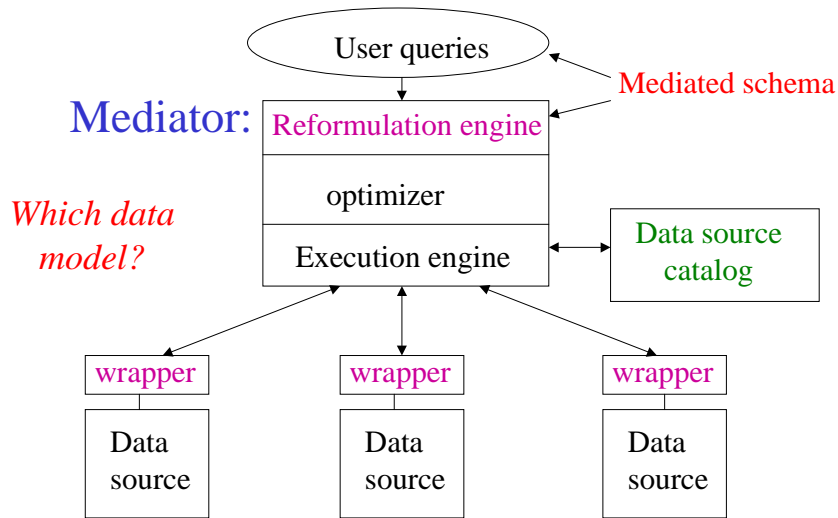 User queries
Mediated schema
Mediator:
Reformulation engine
optimizer
Which data
model?
Execution engine
Data source
catalog
wrapper
wrapper
wrapper
Data
source
Data
source
Data
source